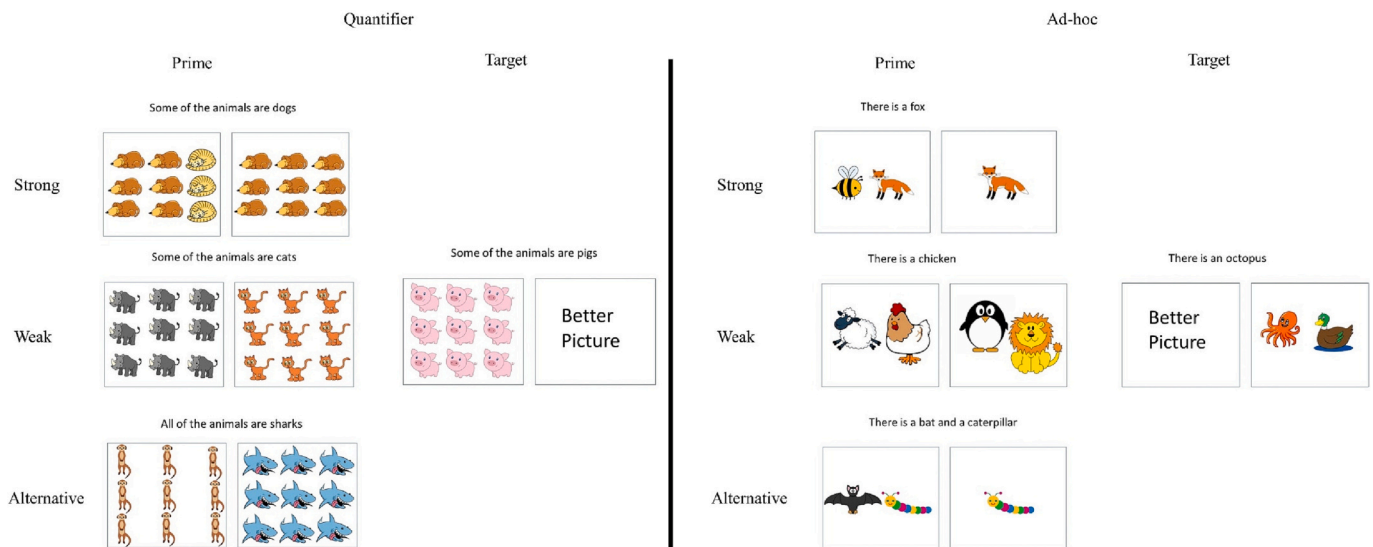 Quantifier
Ad-hoc
Prime
Target
Prime
Target
Some of the animals are dogs
There is a fox
Strong
Strong
Some of the animals are cats
Some of the animals are pigs
There is a chicken
There is an octopus
Weak
Better
Picture
Weak
Better
Picture
All of the animals are sharks
There is a bat and a caterpillar
Alternative
Alternative